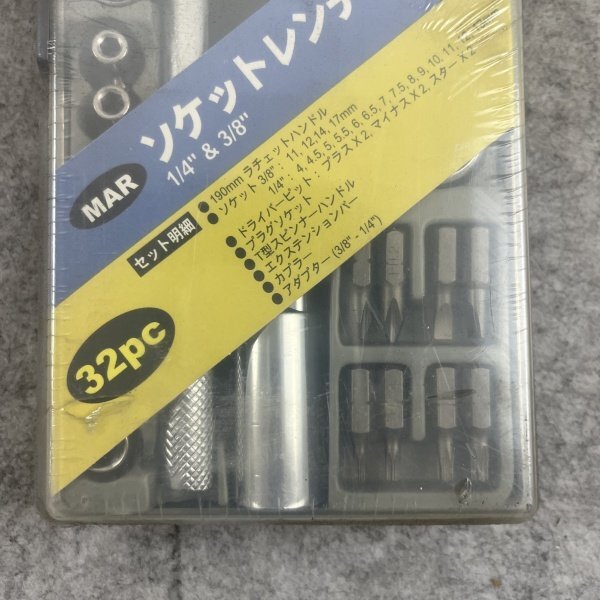 ソケットレンチ
1/4" & 3/8"
MAR
セット明細
190mm ラチェットハンドル
ソケット 3/8" : 11, 12,14, 17mm
1/4" : 4, 4.5, 5, 5.5, 6, 6.5, 7, 7.5, 8, 9, 10, 11, 12,
ドライバービット : プラス X 2, マイナス X 2, スター X 2
プラグソケット
T型スピンナーハンドル
エクステンションバー
カプラー
アダプター (3/8" - 1/4")
32pc